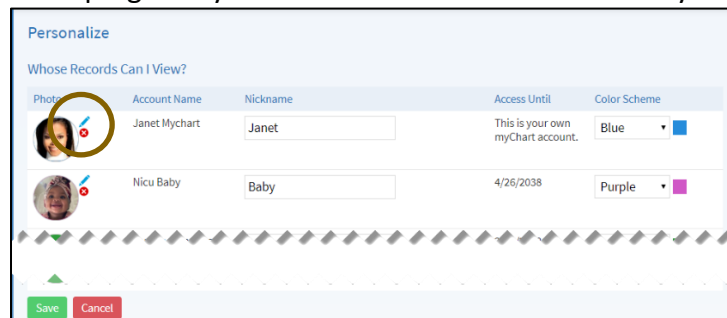 Personalize
Whose Records Can I View?
Photo Account Name Nickname Access Until Color Scheme
Janet Mychart Janet This is your own myChart account. Blue
Nicu Baby Baby 4/26/2038 Purple
Save Cancel